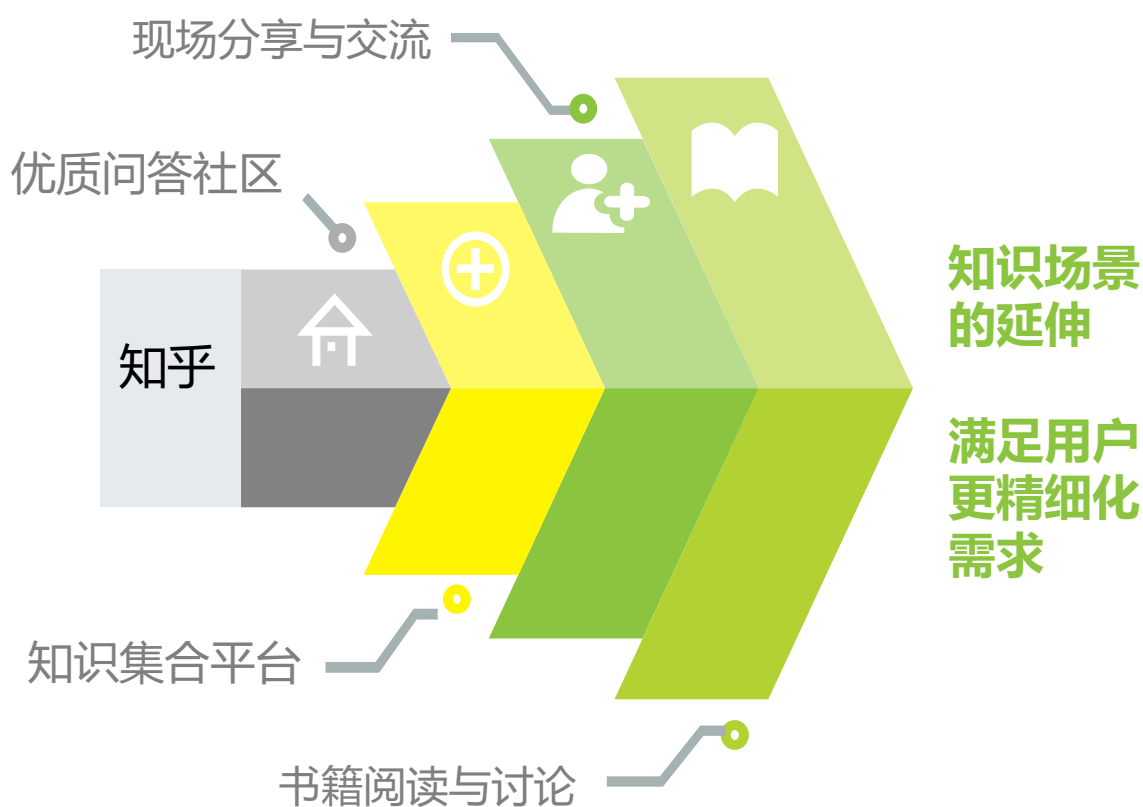 现场分享与交流
优质问答社区
知乎
知识场景
的延伸
满足用户
更精细化
需求
知识集合平台
书籍阅读与讨论